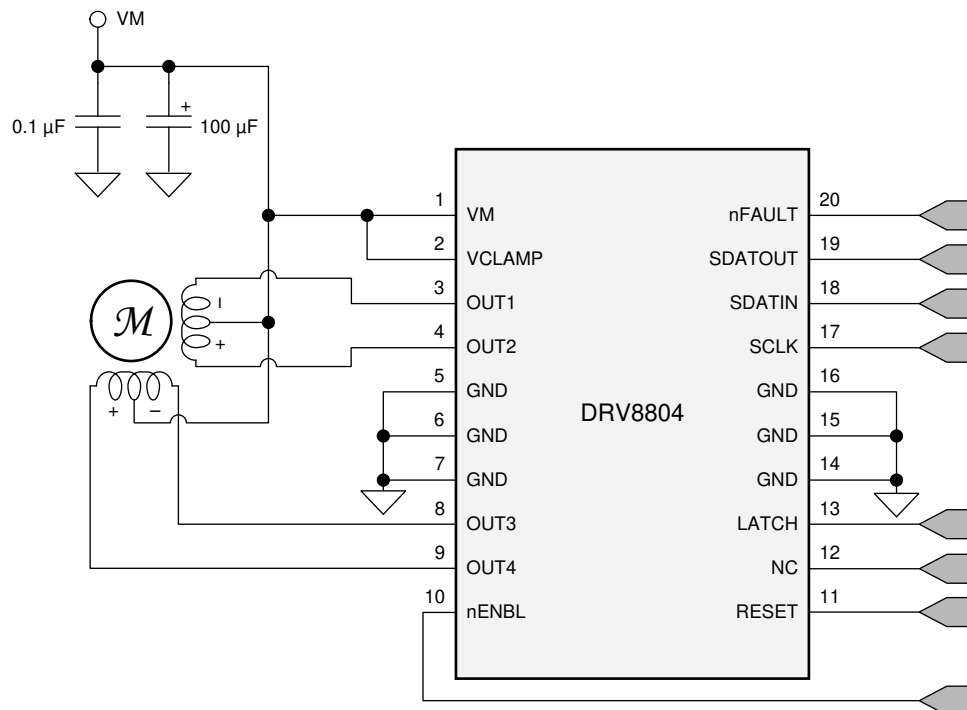 VM
+
0.1 µF
100 µF
DRV8804
1 VM
2 VCLAMP
3 OUT1
4 OUT2
5 GND
6 GND
7 GND
8 OUT3
9 OUT4
10 nENBL
nFAULT 20
SDATOUT 19
SDATIN 18
SCLK 17
GND 16
GND 15
GND 14
LATCH 13
NC 12
RESET 11
M
–
+
+ –